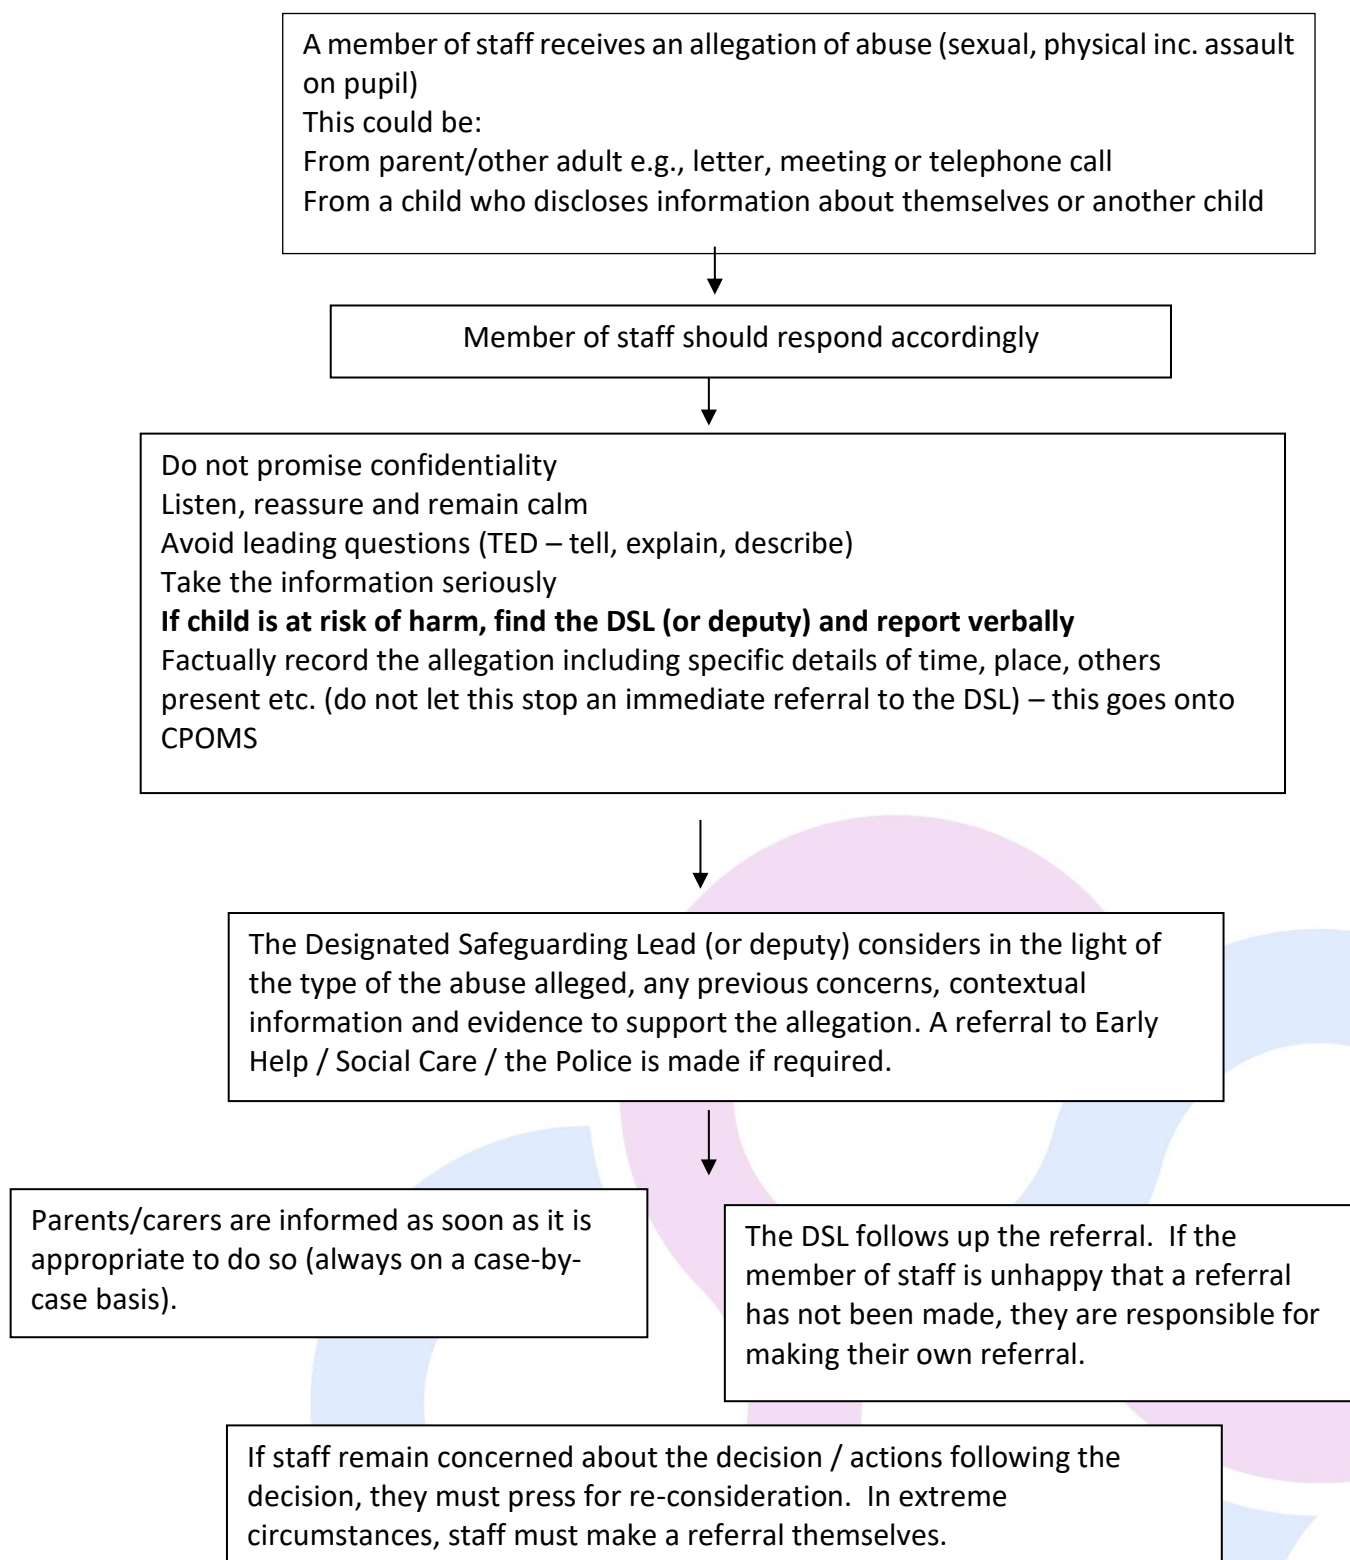 A member of staff receives an allegation of abuse (sexual, physical inc. assault
on pupil)
This could be:
From parent/other adult e.g., letter, meeting or telephone call
From a child who discloses information about themselves or another child
Member of staff should respond accordingly
Do not promise confidentiality
Listen, reassure and remain calm
Avoid leading questions (TED – tell, explain, describe)
Take the information seriously
If child is at risk of harm, find the DSL (or deputy) and report verbally
Factually record the allegation including specific details of time, place, others
present etc. (do not let this stop an immediate referral to the DSL) – this goes onto
CPOMS
The Designated Safeguarding Lead (or deputy) considers in the light of
the type of the abuse alleged, any previous concerns, contextual
information and evidence to support the allegation. A referral to Early
Help / Social Care / the Police is made if required.
Parents/carers are informed as soon as it is
appropriate to do so (always on a case-by-
case basis).
The DSL follows up the referral.  If the
member of staff is unhappy that a referral
has not been made, they are responsible for
making their own referral.
If staff remain concerned about the decision / actions following the
decision, they must press for re-consideration.  In extreme
circumstances, staff must make a referral themselves.